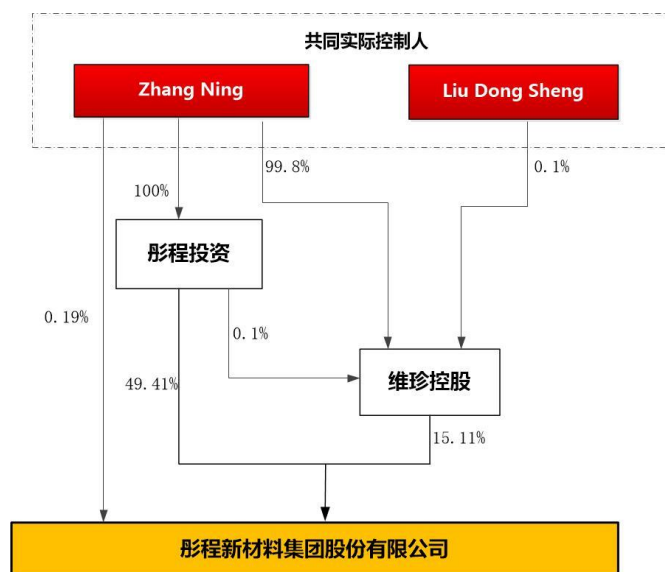 共同实际控制人
Zhang Ning
Liu Dong Sheng
99.8%
0.1%
100%
彤程投资
0.19%
0.1%
49.41%
维珍控股
15.11%
彤程新材料集团股份有限公司